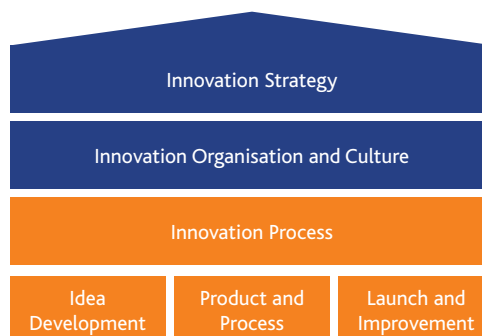 Innovation Strategy
Innovation Organisation and Culture
Innovation Process
Idea
Development
Product and
Process
Launch and
Improvement